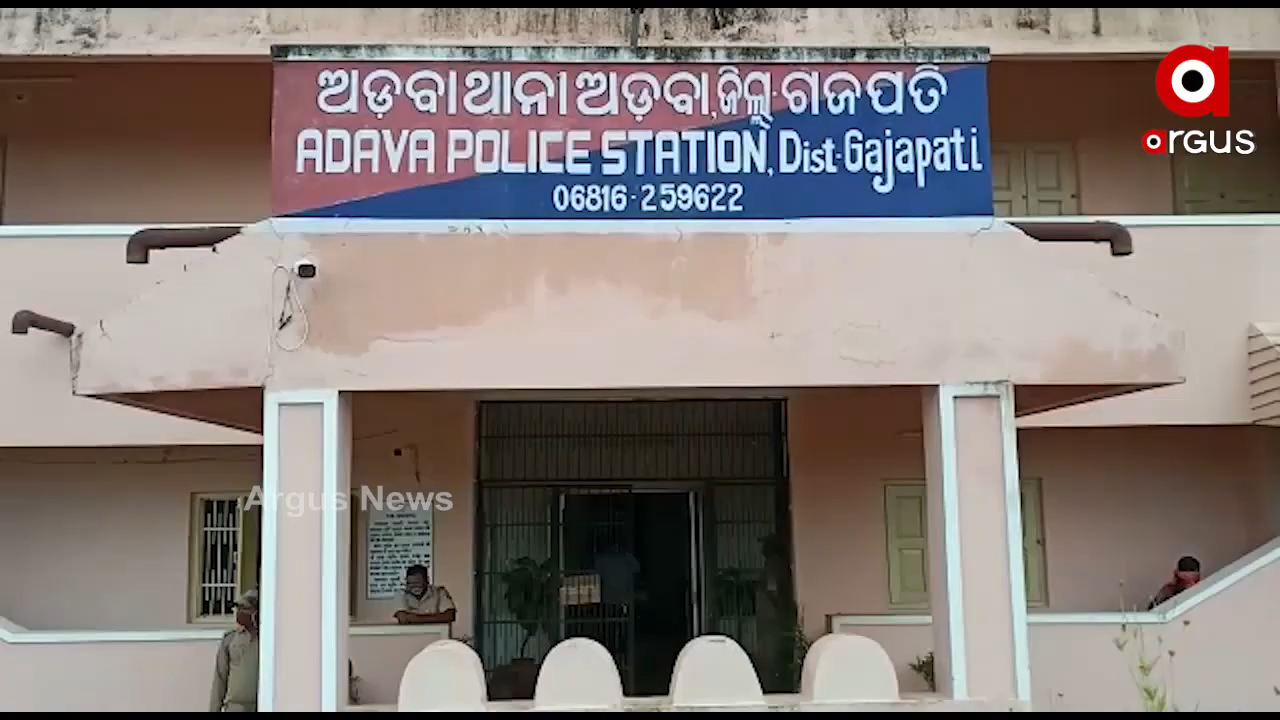 ଅଡ଼ବା ଥାନା ଅଡ଼ବା, ଜିଲ୍ଲା-ଗଜପତି
ADAVA POLICE STATION, Dist-Gajapati
06816-259622
argus
Argus News